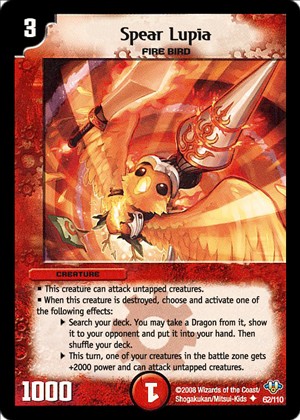 3
Spear Lupia
FIRE BIRD
CREATURE
■ This creature can attack untapped creatures.
■ When this creature is destroyed, choose and activate one
of the following effects:
▶ Search your deck. You may take a Dragon from it, show
it to your opponent and put it into your hand. Then
shuffle your deck.
▶ This turn, one of your creatures in the battle zone gets
+2000 power and can attack untapped creatures.
1000
1
©2008 Wizards of the Coast/
Shogakukan/Mitsui-Kids ✦ 62/110